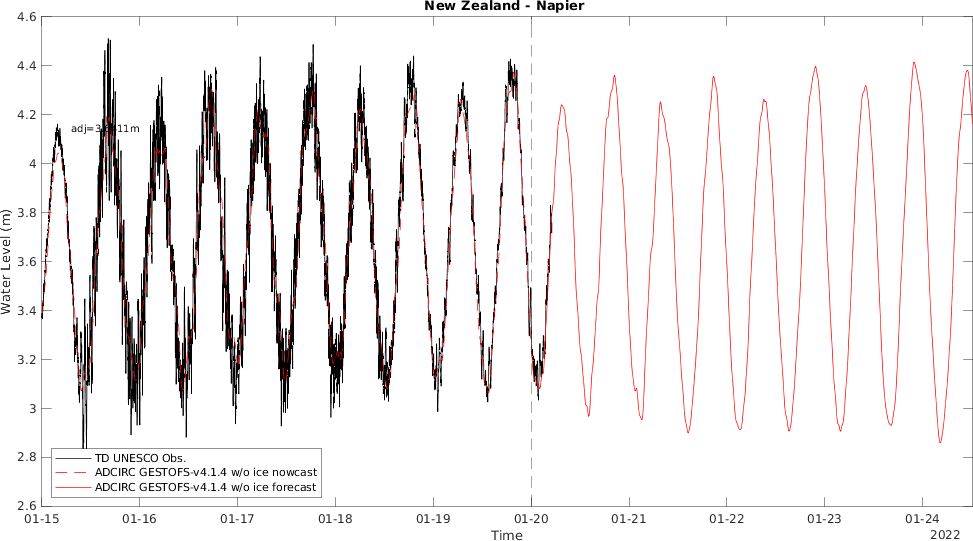 New Zealand - Napier
4.6
4.4
4.2
4
3.8
3.6
3.4
3.2
3
2.8
2.6
Water Level (m)
TD UNESCO Obs.
ADCIRC GESTOFS-v4.1.4 w/o ice nowcast
ADCIRC GESTOFS-v4.1.4 w/o ice forecast
01-15 01-16 01-17 01-18 01-19 01-20 01-21 01-22 01-23 01-24
Time
2022